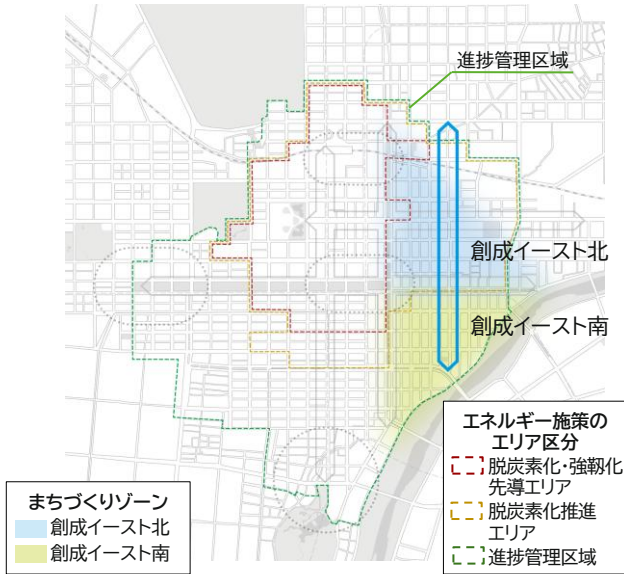 進捗管理区域
創成イースト北
創成イースト南
エネルギー施策の
エリア区分
脱炭素化・強靱化
先導エリア
脱炭素化推進
エリア
進捗管理区域
まちづくりゾーン
創成イースト北
創成イースト南